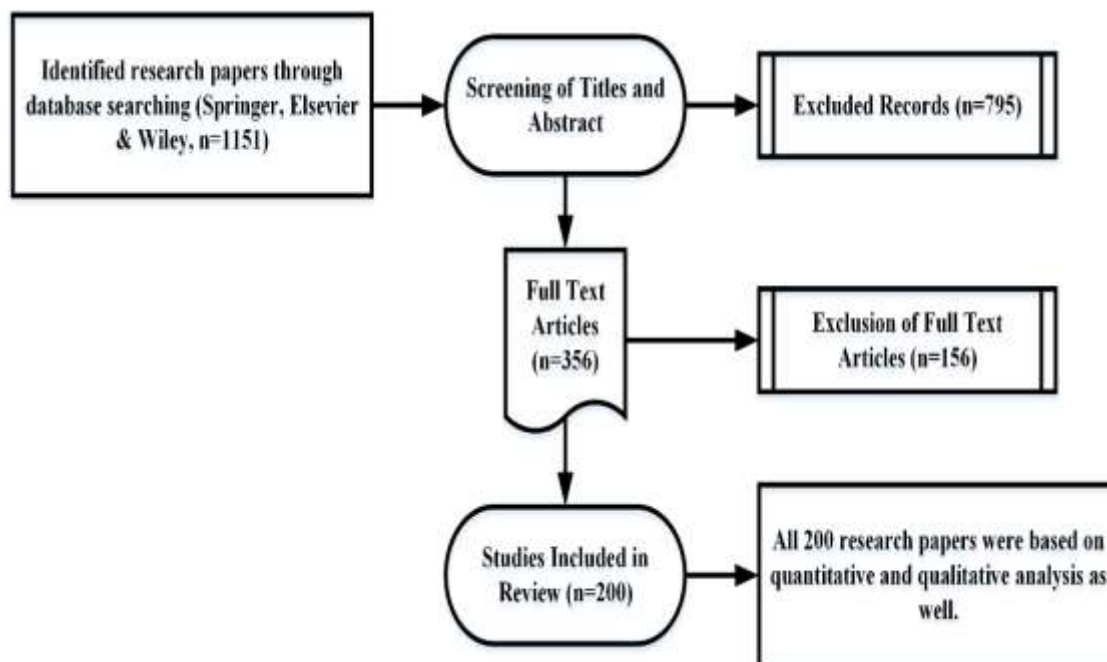 Identified research papers through
database searching (Springer, Elsevier
& Wiley, n=1151)
Screening of Titles and
Abstract
Excluded Records (n=795)
Full Text
Articles
(n=356)
Exclusion of Full Text
Articles (n=156)
Studies Included in
Review (n=200)
All 200 research papers were based on
quantitative and qualitative analysis as
well.